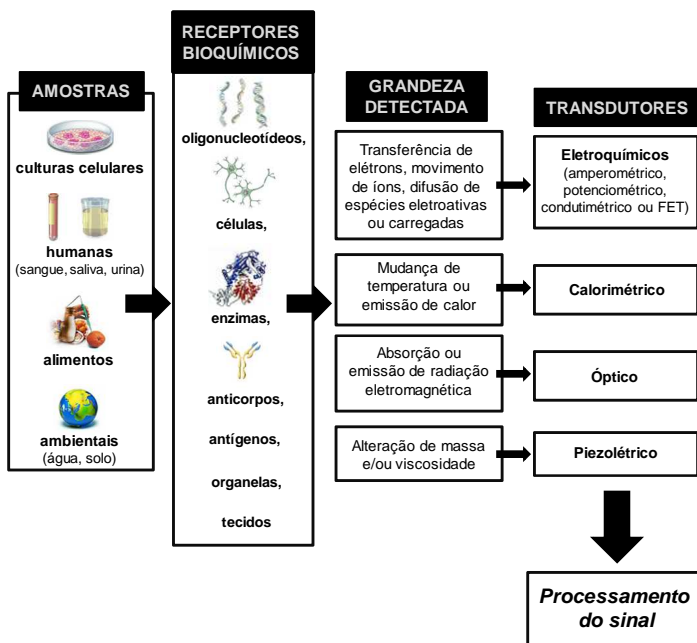 AMOSTRAS
culturas celulares
humanas
(sangue, saliva, urina)
alimentos
ambientais
(água, solo)
RECEPTORES
BIOQUÍMICOS
oligonucleotídeos,
células,
enzimas,
anticorpos,
antígenos,
organelas,
tecidos
GRANDEZA
DETECTADA
Transferência de
elétrons, movimento
de íons, difusão de
espécies eletroativas
ou carregadas
Mudança de
temperatura ou
emissão de calor
Absorção ou
emissão de radiação
eletromagnética
Alteração de massa
e/ou viscosidade
TRANSDUTORES
Eletroquímicos
(amperométrico,
potenciométrico,
condutimétrico ou FET)
Calorimétrico
Óptico
Piezolétrico
Processamento
do sinal